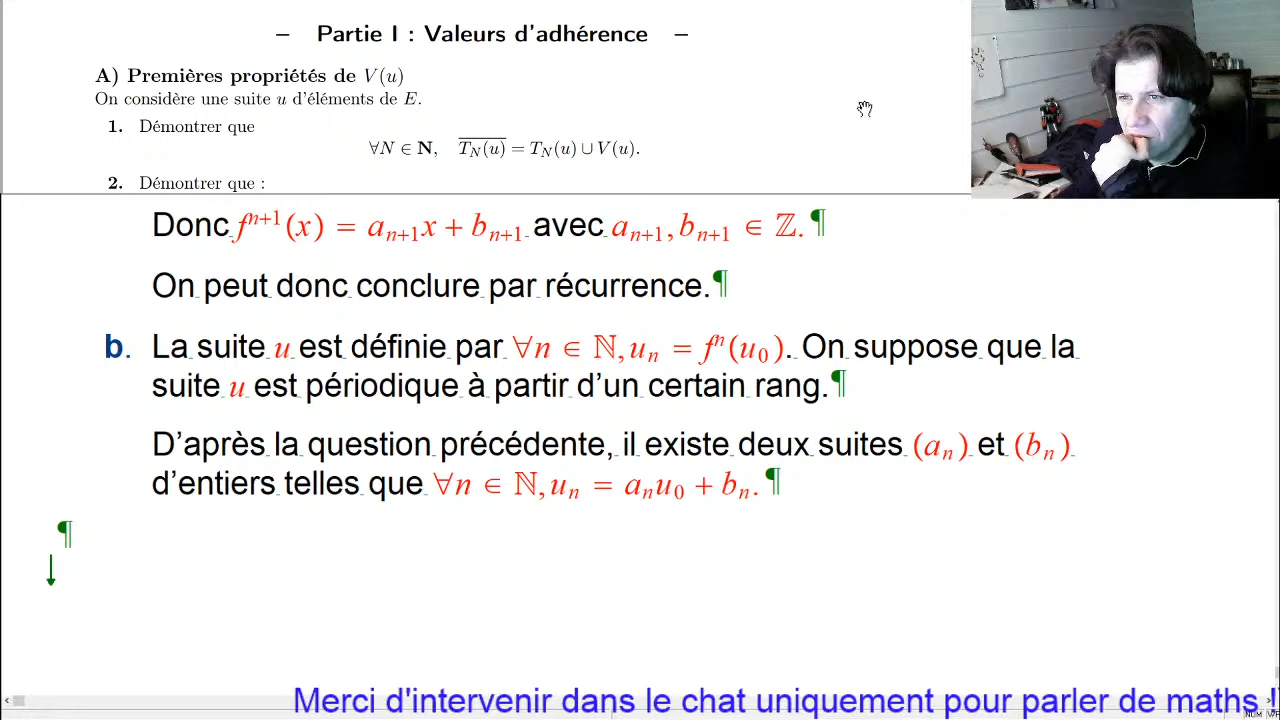 – Partie I : Valeurs d'adhérence –
A) Premières propriétés de V(u)
On considère une suite u d'éléments de E.
1. Démontrer que
∀N ∈ N, \overline{T_N(u)} = T_N(u) ∪ V(u).
2. Démontrer que :
Donc f^{n+1}(x) = a_{n+1}x + b_{n+1} avec a_{n+1}, b_{n+1} ∈ ℤ.¶
On peut donc conclure par récurrence.¶
b. La suite u est définie par ∀n ∈ ℕ, u_n = f^n(u_0). On suppose que la
suite u est périodique à partir d'un certain rang.¶
D'après la question précédente, il existe deux suites (a_n) et (b_n)
d'entiers telles que ∀n ∈ ℕ, u_n = a_n u_0 + b_n.¶
¶
Merci d'intervenir dans le chat uniquement pour parler de maths !
NUM